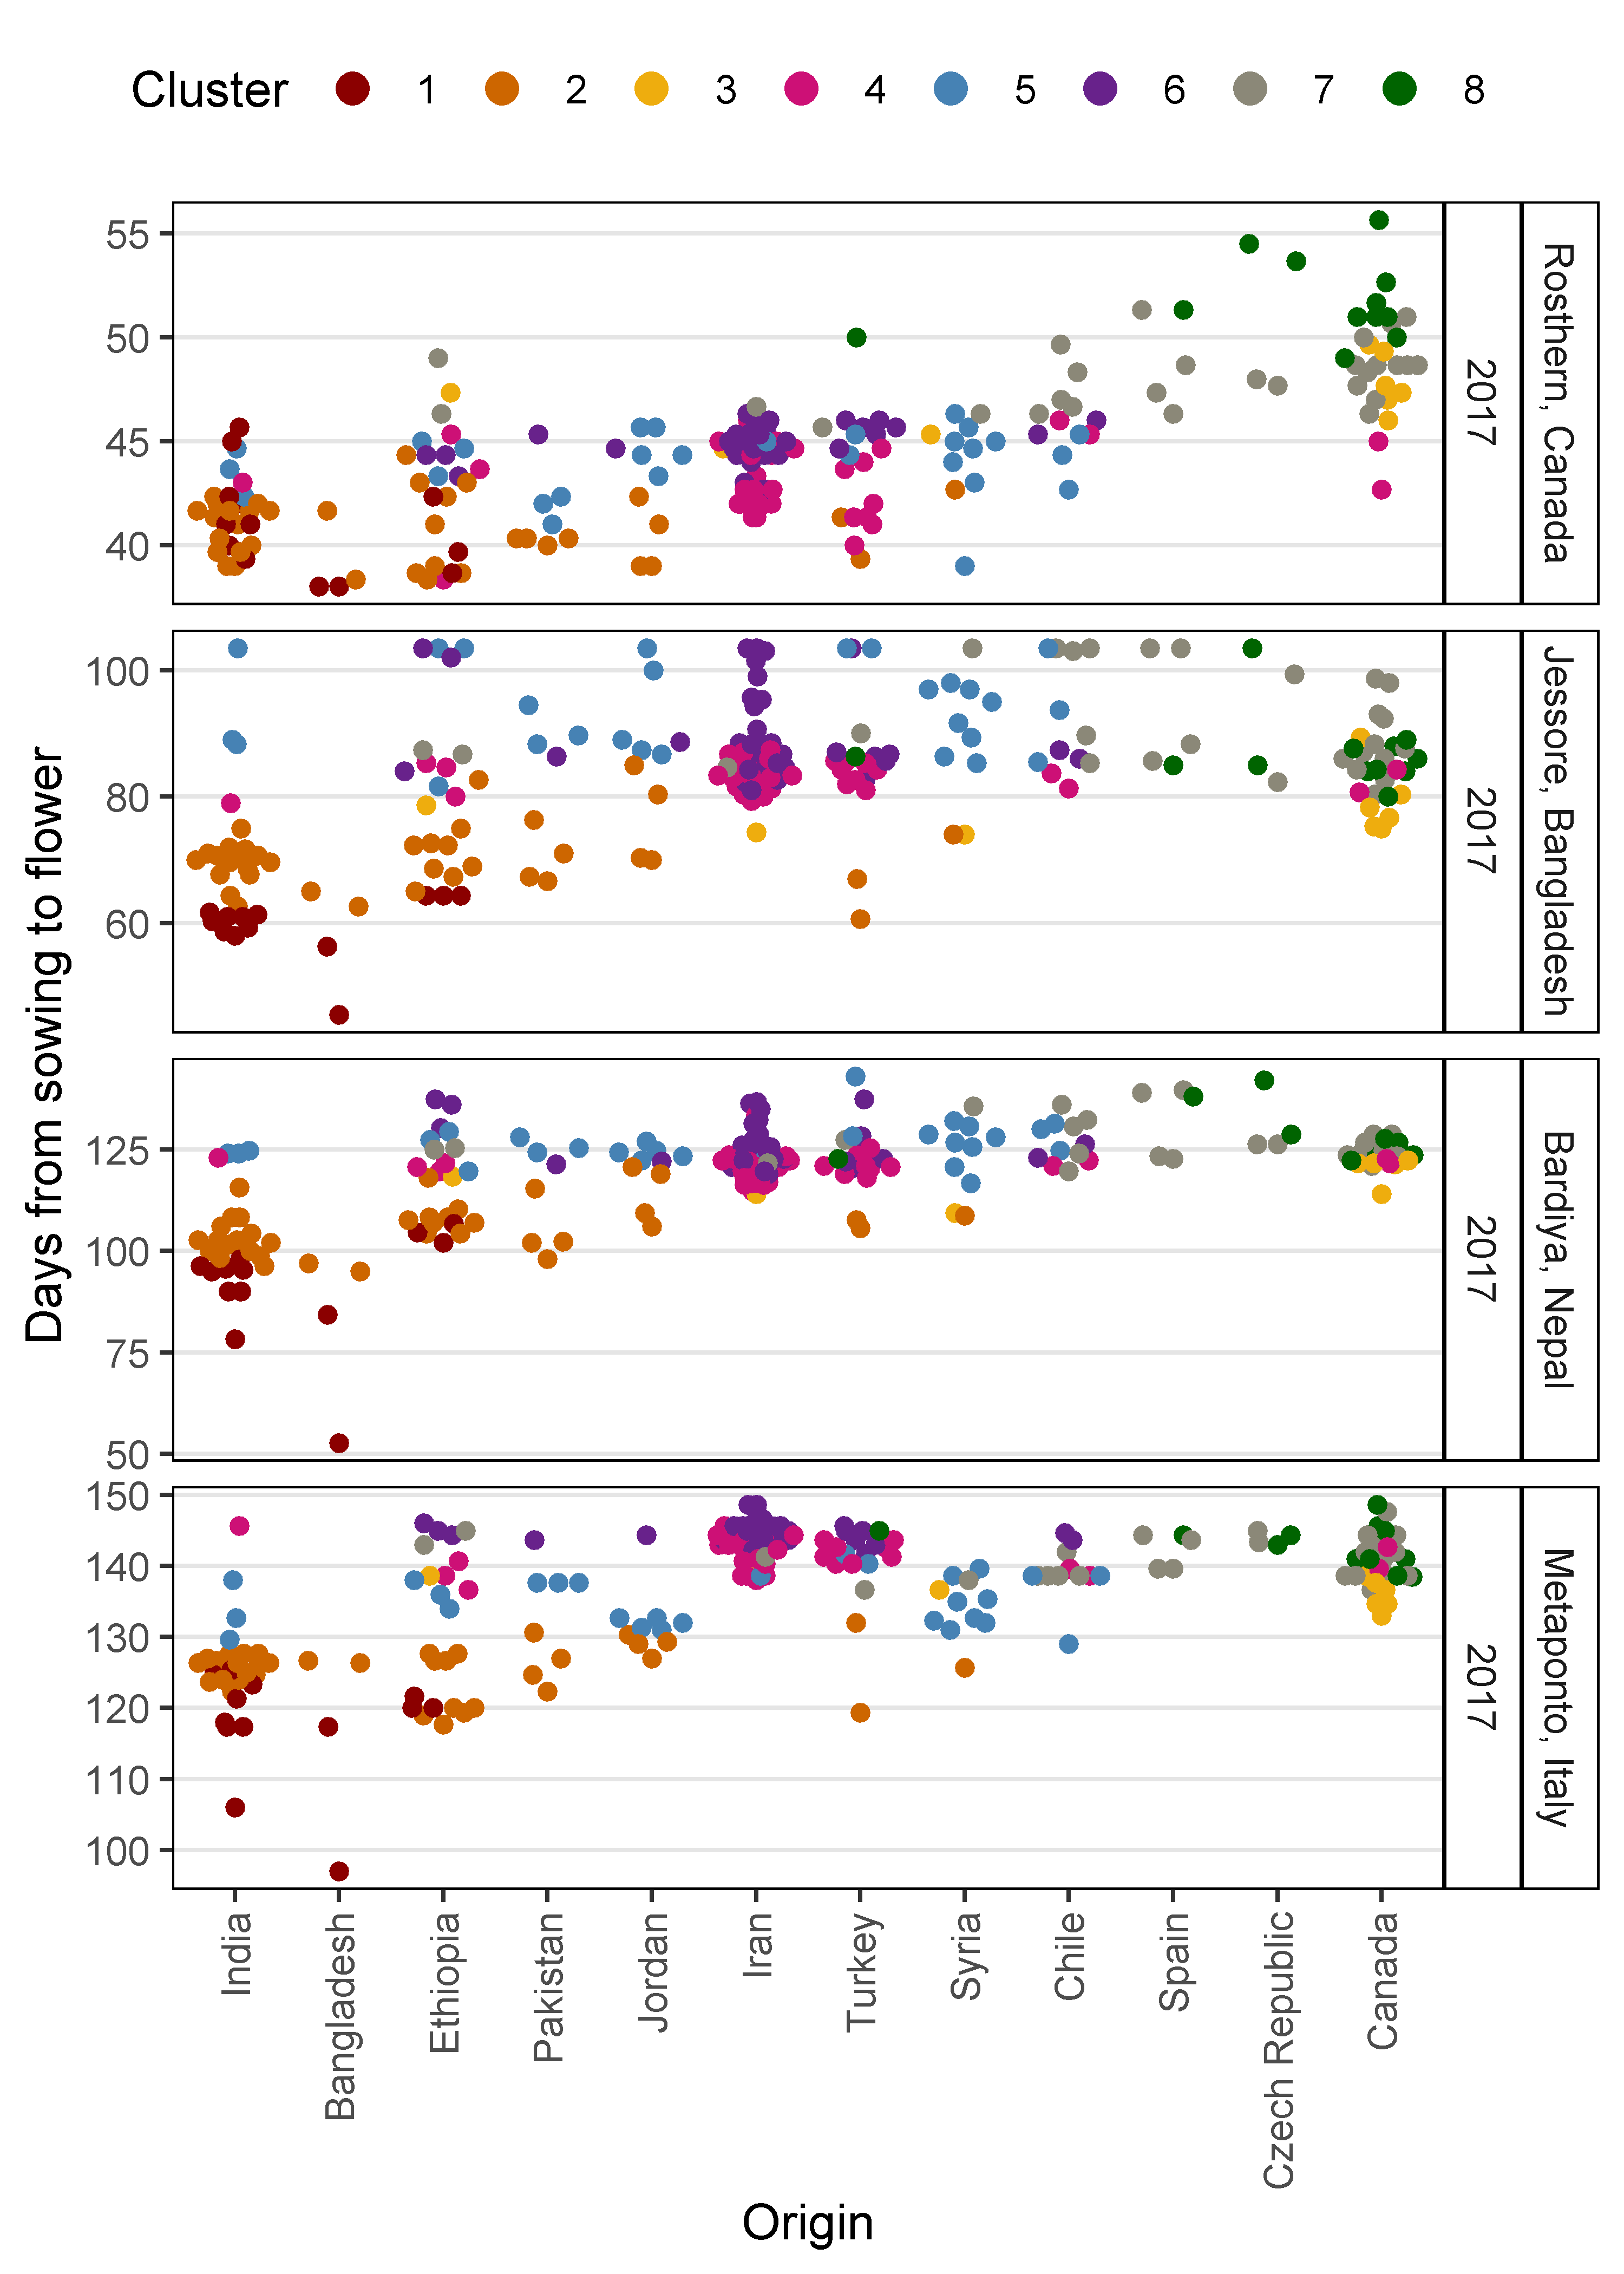 Cluster 1 2 3 4 5 6 7 8
Days from sowing to flower
55
50
45
40
2017
Rosthern, Canada
100
80
60
2017
Jessore, Bangladesh
125
100
75
50
2017
Bardiya, Nepal
150
140
130
120
110
100
2017
Metaponto, Italy
India
Bangladesh
Ethiopia
Pakistan
Jordan
Iran
Turkey
Syria
Chile
Spain
Czech Republic
Canada
Origin